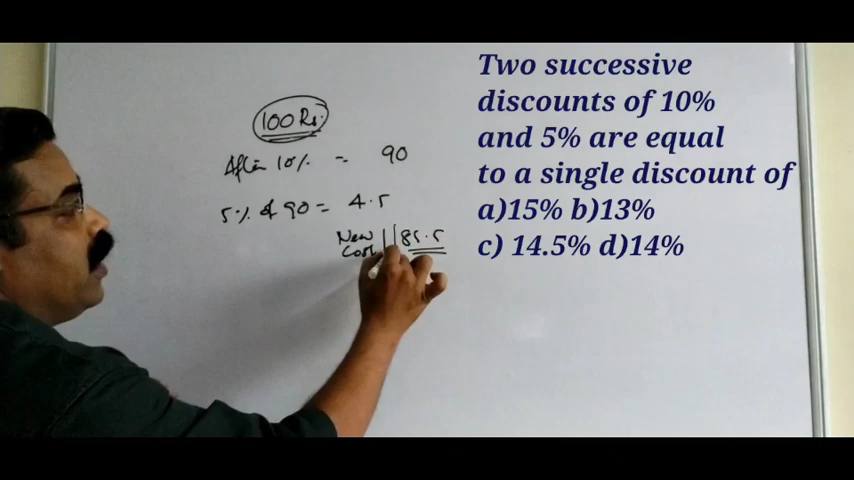 100 Rs.
After 10% = 90
5% of 90 = 4.5
New 85.5
Cost
Two successive
discounts of 10%
and 5% are equal
to a single discount of
a)15% b)13%
c) 14.5% d)14%